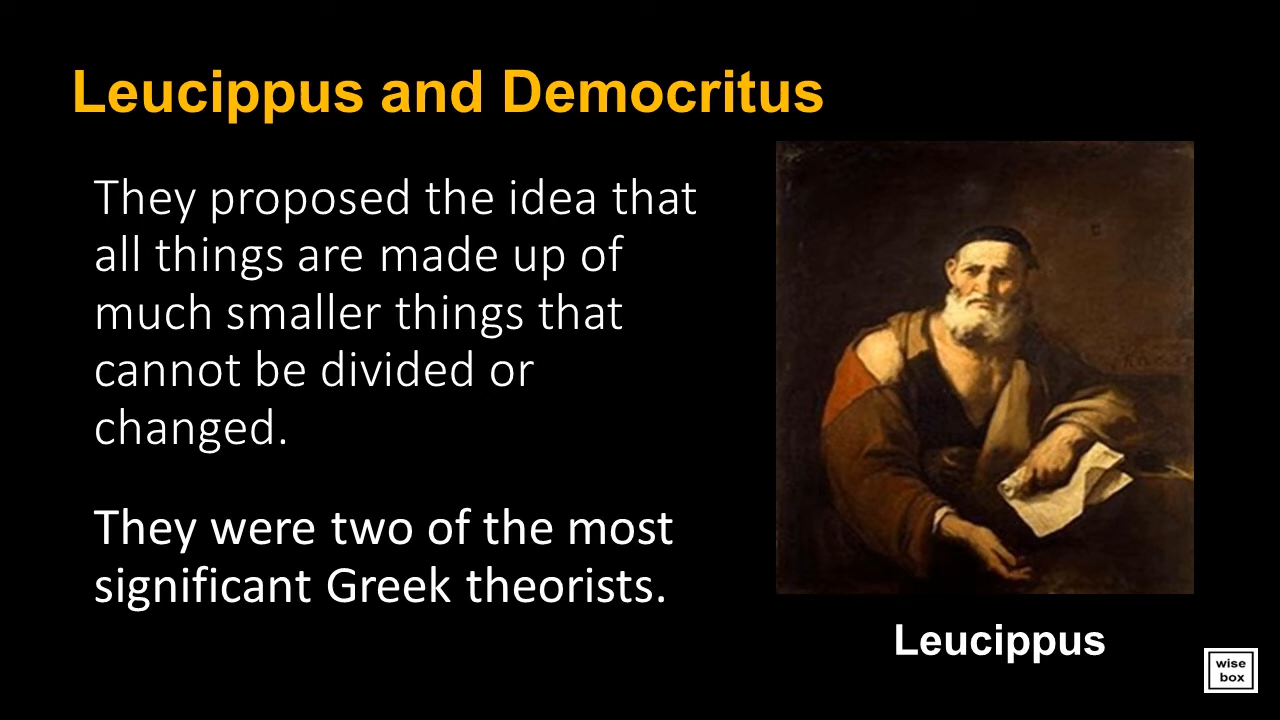 Leucippus and Democritus
They proposed the idea that
all things are made up of
much smaller things that
cannot be divided or
changed.
They were two of the most
significant Greek theorists.
Leucippus
wise
box